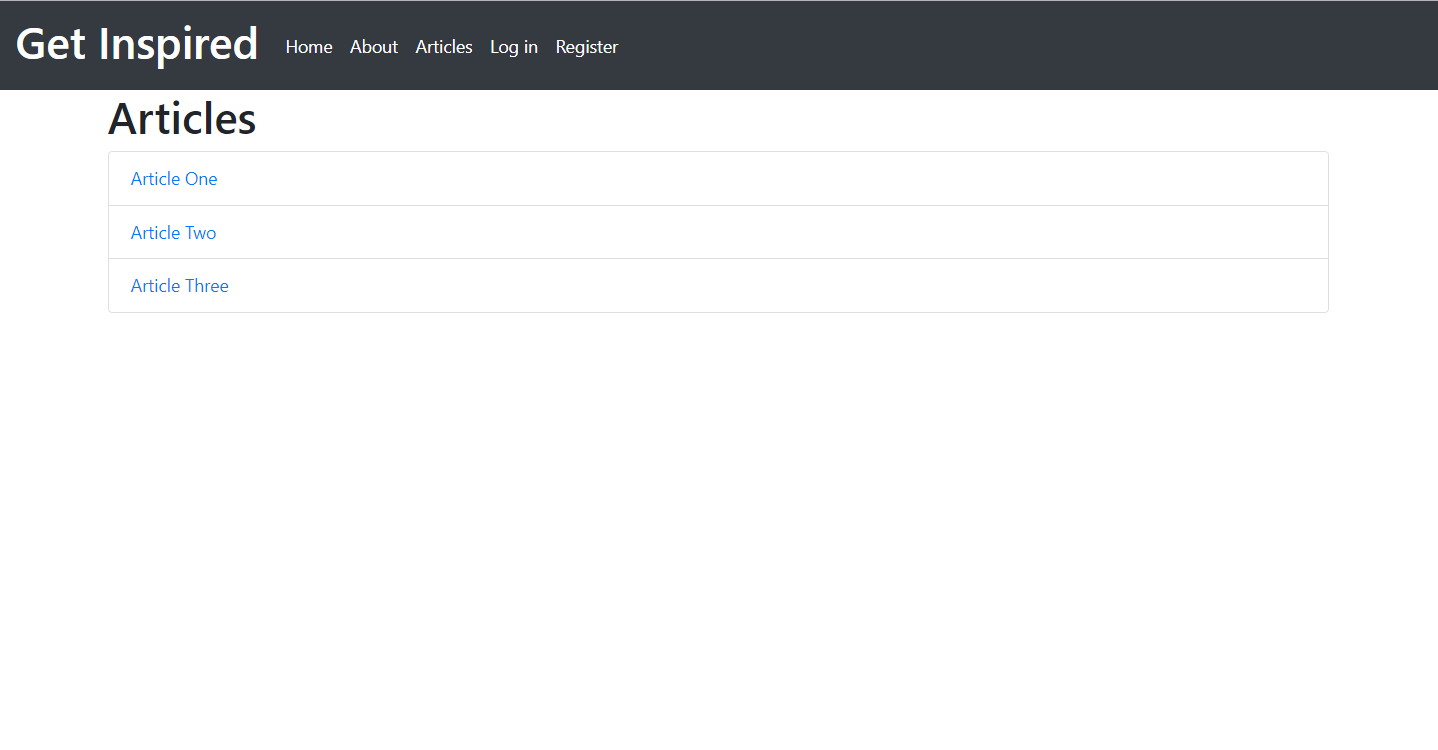 Get Inspired Home About Articles Log in Register
Articles
Article One
Article Two
Article Three